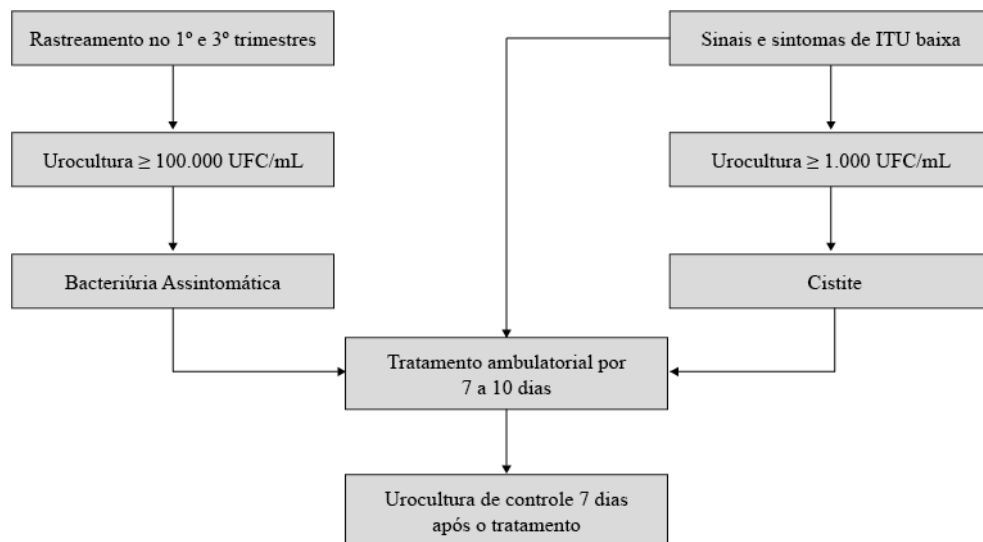 Rastreamento no 1º e 3º trimestres
Sinais e sintomas de ITU baixa
Urocultura ≥ 100.000 UFC/mL
Urocultura ≥ 1.000 UFC/mL
Bacteriúria Assintomática
Cistite
Tratamento ambulatorial por
7 a 10 dias
Urocultura de controle 7 dias
após o tratamento